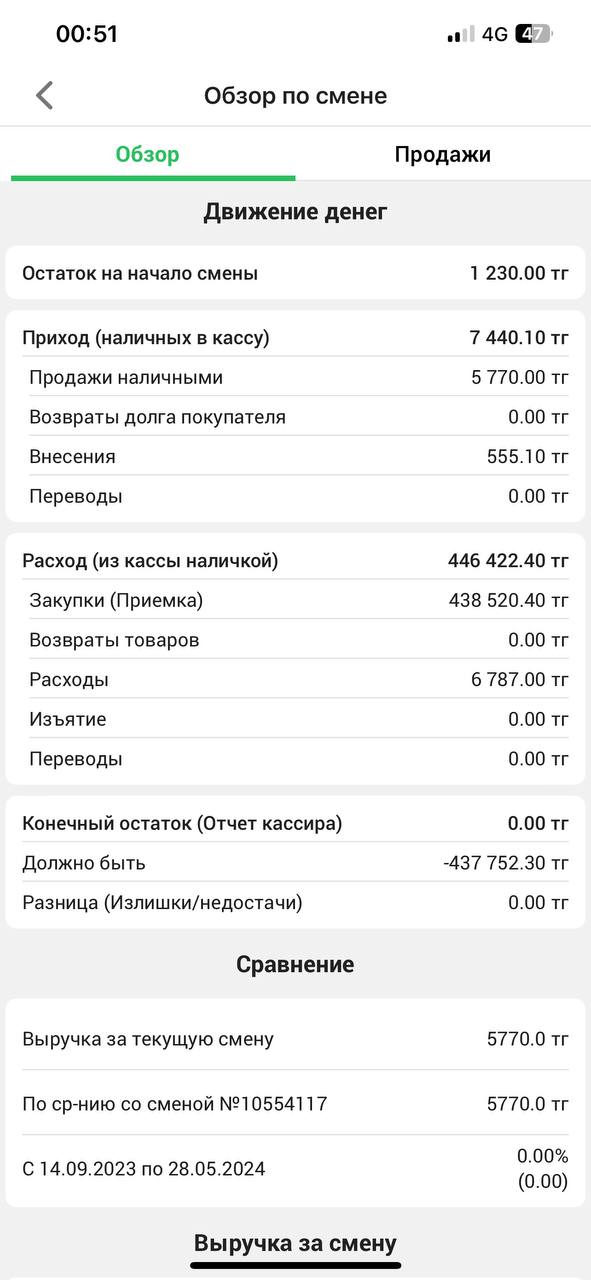 00:51 4G 47
Обзор по смене
Обзор Продажи
Движение денег
Остаток на начало смены 1 230.00 тг
Приход (наличных в кассу) 7 440.10 тг
Продажи наличными 5 770.00 тг
Возвраты долга покупателя 0.00 тг
Внесения 555.10 тг
Переводы 0.00 тг
Расход (из кассы наличкой) 446 422.40 тг
Закупки (Приемка) 438 520.40 тг
Возвраты товаров 0.00 тг
Расходы 6 787.00 тг
Изъятие 0.00 тг
Переводы 0.00 тг
Конечный остаток (Отчет кассира) 0.00 тг
Должно быть -437 752.30 тг
Разница (Излишки/недостачи) 0.00 тг
Сравнение
Выручка за текущую смену 5770.0 тг
По ср-нию со сменой №10554117 5770.0 тг
С 14.09.2023 по 28.05.2024 0.00%
(0.00)
Выручка за смену